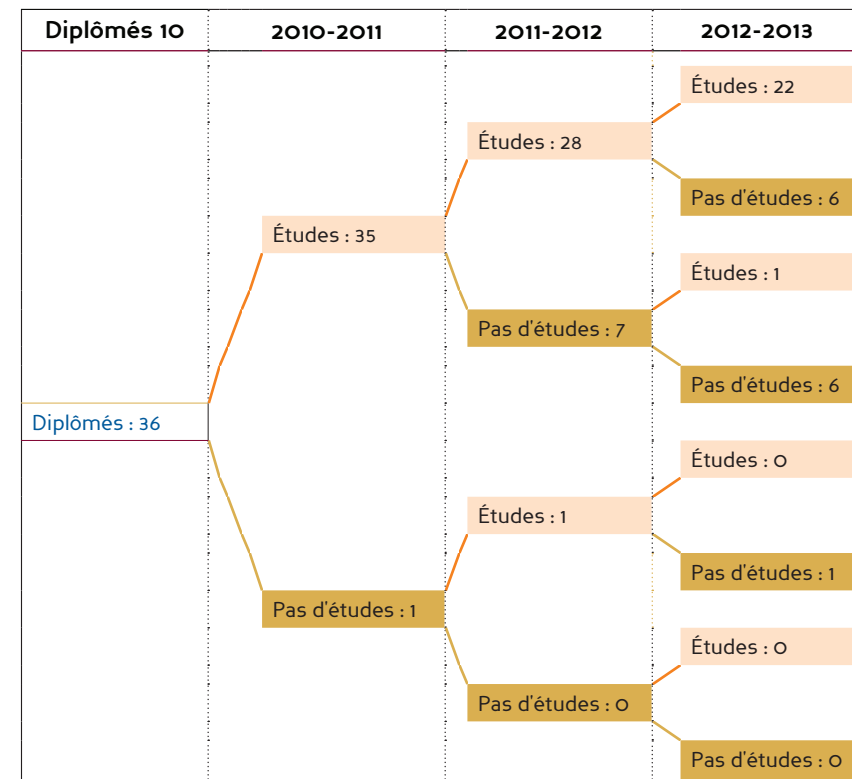 Diplômés 10 2010-2011 2011-2012 2012-2013
Études : 22
Études : 28
Pas d'études : 6
Études : 35
Études : 1
Pas d'études : 7
Pas d'études : 6
Diplômés : 36
Études : 0
Études : 1
Pas d'études : 1
Pas d'études : 1
Études : 0
Pas d'études : 0
Pas d'études : 0